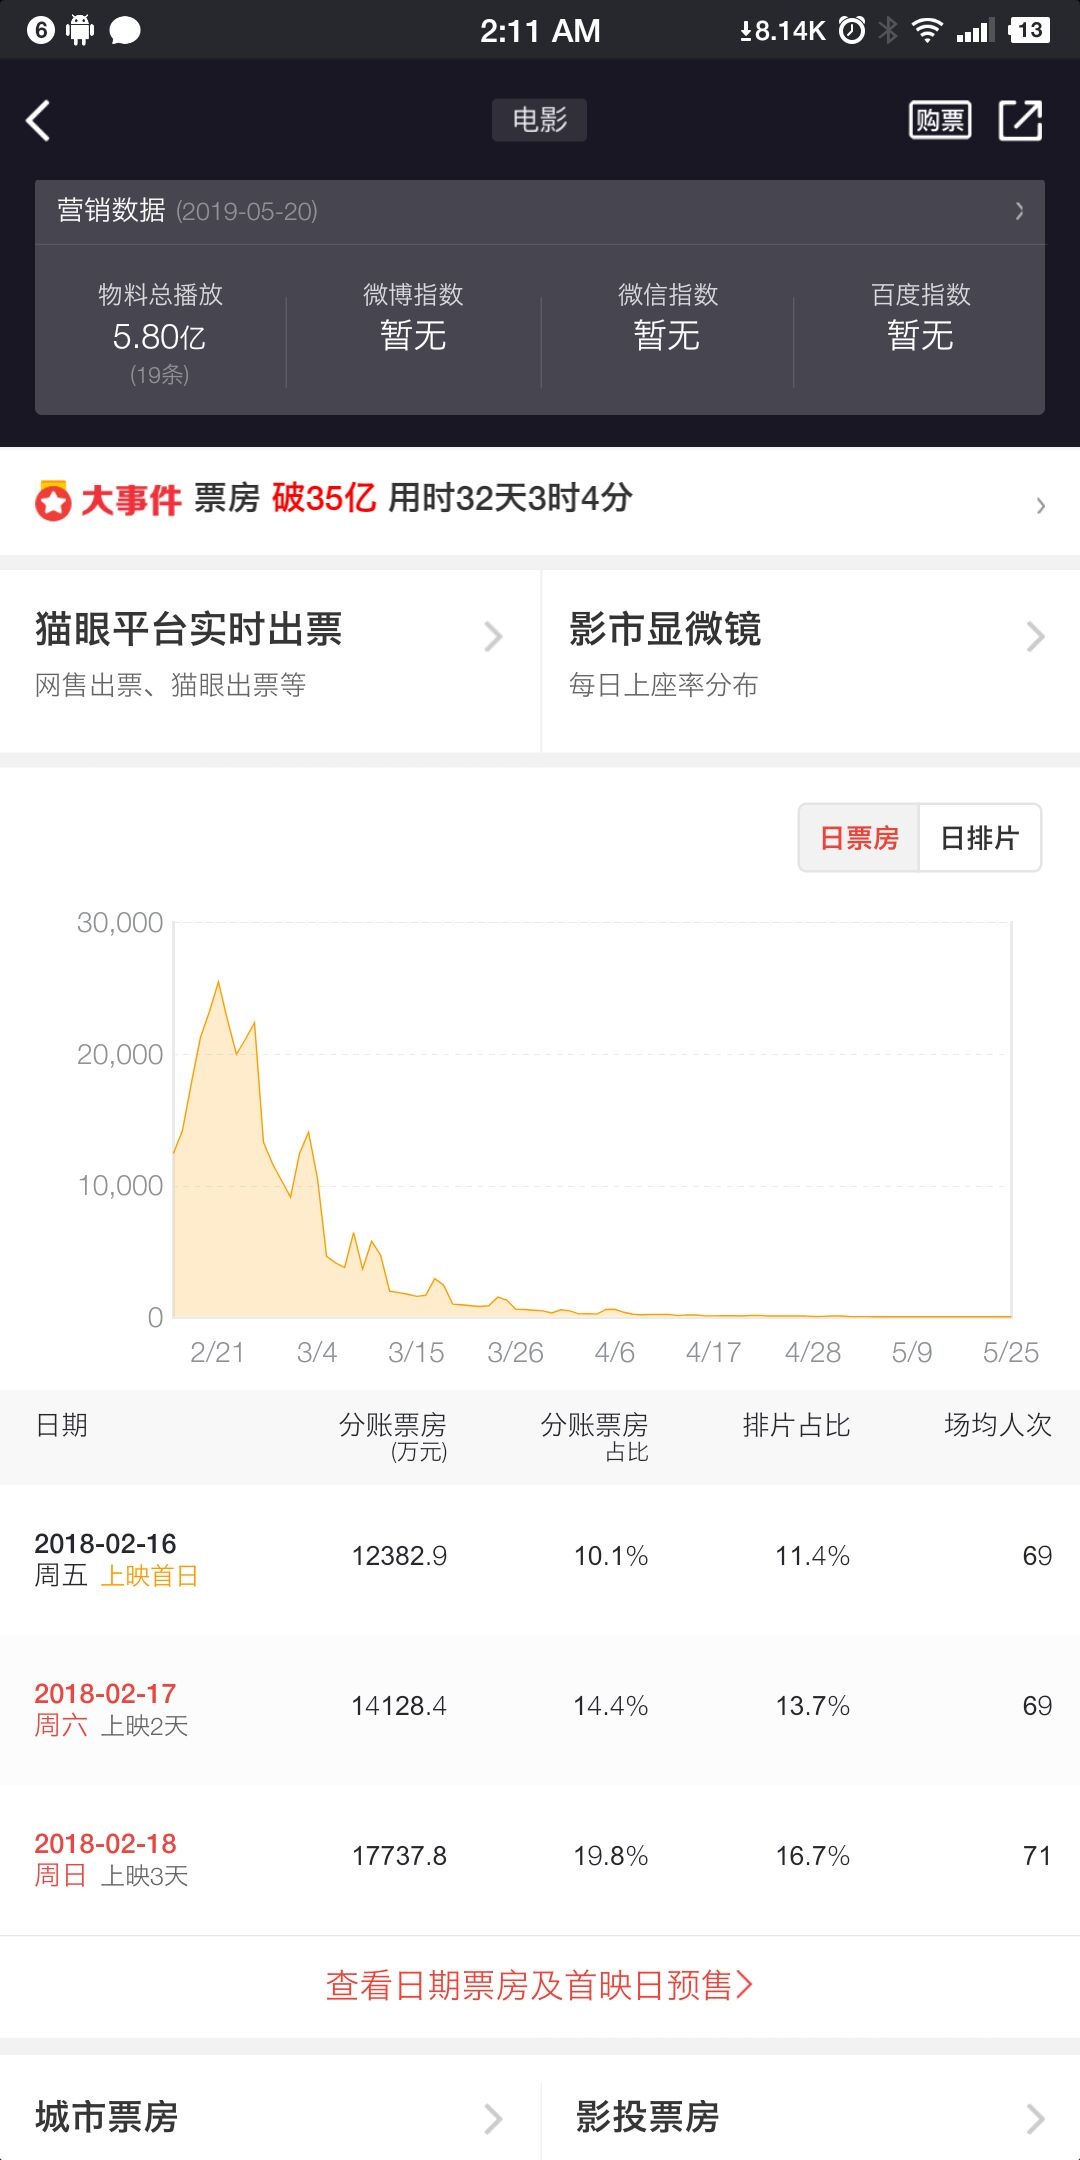 6 2:11 AM 8.14K 13
电影 购票
营销数据 (2019-05-20)
物料总播放 微博指数 微信指数 百度指数
5.80亿 暂无 暂无 暂无
(19条)
大事件 票房 破35亿 用时32天3时4分
猫眼平台实时出票 影市显微镜
网售出票、猫眼出票等 每日上座率分布
日票房 日排片
30,000
20,000
10,000
0
2/21 3/4 3/15 3/26 4/6 4/17 4/28 5/9 5/25
日期 分账票房 分账票房 排片占比 场均人次
(万元) 占比
2018-02-16 12382.9 10.1% 11.4% 69
周五 上映首日
2018-02-17 14128.4 14.4% 13.7% 69
周六 上映2天
2018-02-18 17737.8 19.8% 16.7% 71
周日 上映3天
查看日期票房及首映日预售
城市票房 影投票房